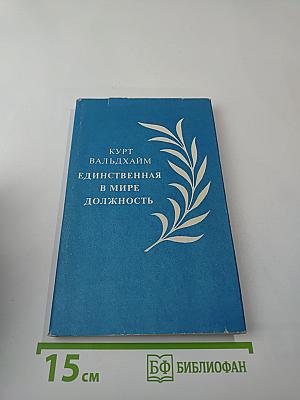 КУРТ
ВАЛЬДХАЙМ
ЕДИНСТВЕННАЯ
В МИРЕ
ДОЛЖНОСТЬ
15 см
БФ БИБЛИОФАН